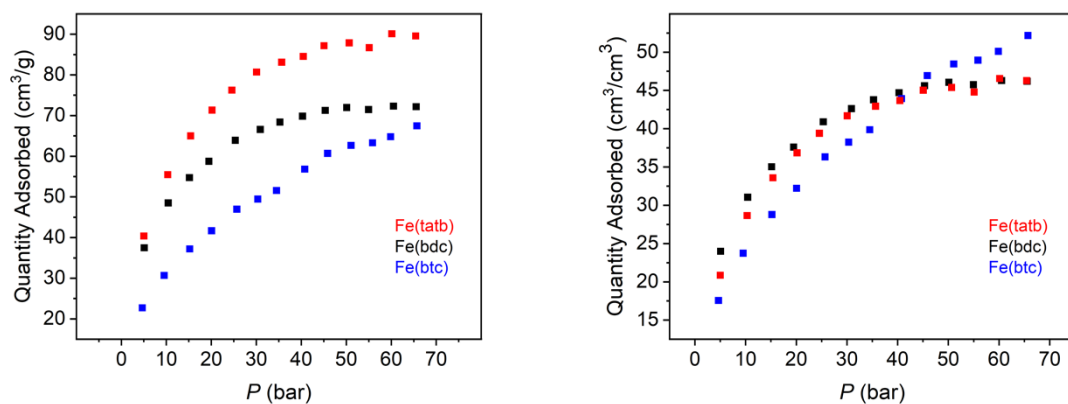 Quantity Adsorbed (cm³/g)
90
80
70
60
50
40
30
20
0 10 20 30 40 50 60 70
P (bar)
Fe(tatb)
Fe(bdc)
Fe(btc)
Quantity Adsorbed (cm³/cm³)
50
45
40
35
30
25
20
15
0 10 20 30 40 50 60 70
P (bar)
Fe(tatb)
Fe(bdc)
Fe(btc)